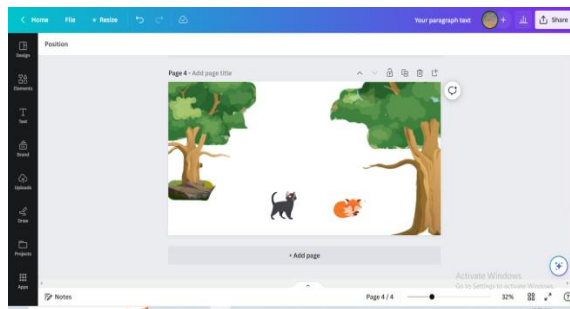 Home File Resize Your paragraph text + Share
Position
Design
Elements
Text
Brand
Uploads
Draw
Projects
Apps
Page 4 - Add page title
+ Add page
Activate Windows
Go to Settings to activate Windows.
Notes Page 4 / 4 32%